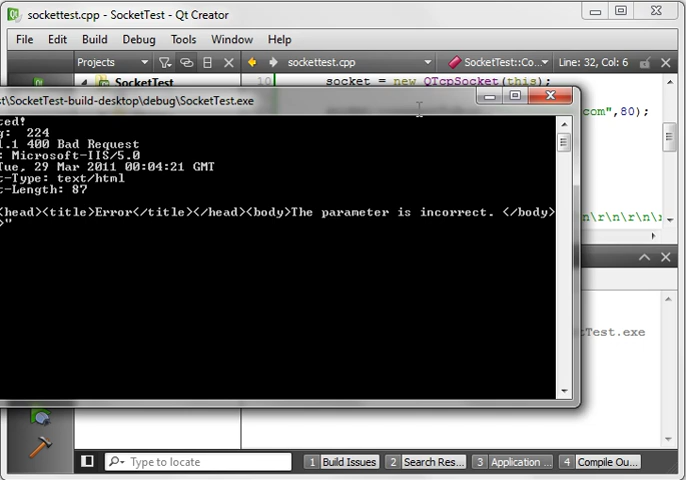 sockettest.cpp - SocketTest - Qt Creator
File Edit Build Debug Tools Window Help
Projects sockettest.cpp SocketTest::Co... Line: 32, Col: 6
SocketTest
10 socket = new QTcpSocket(this);
st\SocketTest-build-desktop\debug\SocketTest.exe
com",80);
ted!
g: 224
1.1 400 Bad Request
: Microsoft-IIS/5.0
Tue, 29 Mar 2011 00:04:21 GMT
t-Type: text/html
t-Length: 87
<head><title>Error</title></head><body>The parameter is incorrect. </body>
>"
\n\r\n\r\n\
tTest.exe
Type to locate 1 Build Issues 2 Search Res... 3 Application ... 4 Compile Ou...